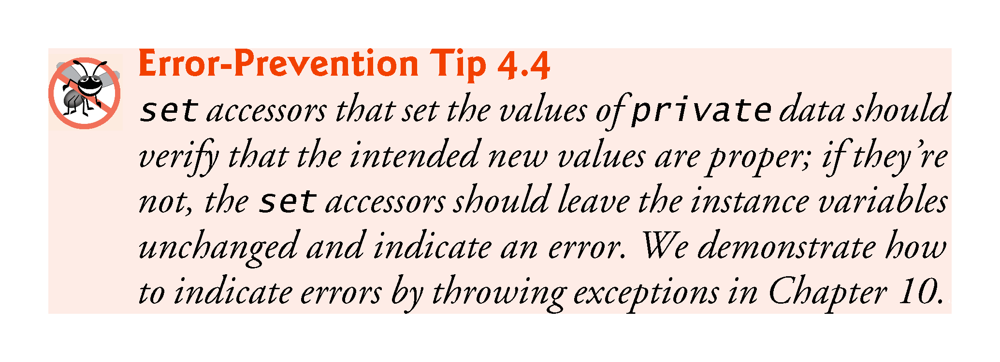 Error-Prevention Tip 4.4
set accessors that set the values of private data should
verify that the intended new values are proper; if they’re
not, the set accessors should leave the instance variables
unchanged and indicate an error. We demonstrate how
to indicate errors by throwing exceptions in Chapter 10.